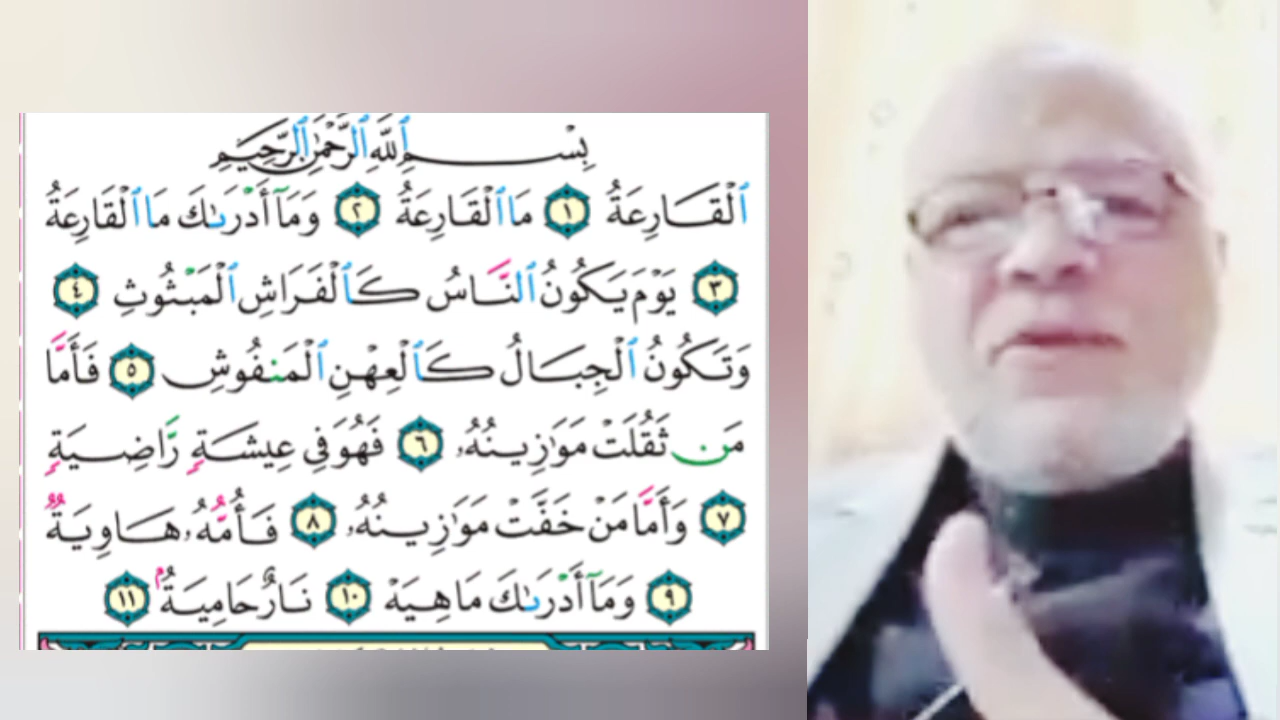 بِسْمِ ٱللَّهِ ٱلرَّحْمَٰنِ ٱلرَّحِيمِ
ٱلْقَارِعَةُ ١ مَا ٱلْقَارِعَةُ ٢ وَمَآ أَدْرَىٰكَ مَا ٱلْقَارِعَةُ
٣ يَوْمَ يَكُونُ ٱلنَّاسُ كَٱلْفَرَاشِ ٱلْمَبْثُوثِ ٤
وَتَكُونُ ٱلْجِبَالُ كَٱلْعِهْنِ ٱلْمَنفُوشِ ٥ فَأَمَّا
مَن ثَقُلَتْ مَوَٰزِينُهُۥ ٦ فَهُوَ فِي عِيشَةٍ رَّاضِيَةٍ
٧ وَأَمَّا مَنْ خَفَّتْ مَوَٰزِينُهُۥ ٨ فَأُمُّهُۥ هَاوِيَةٌ
٩ وَمَآ أَدْرَىٰكَ مَا هِيَهْ ١٠ نَارٌ حَامِيَةٌۢ ١١